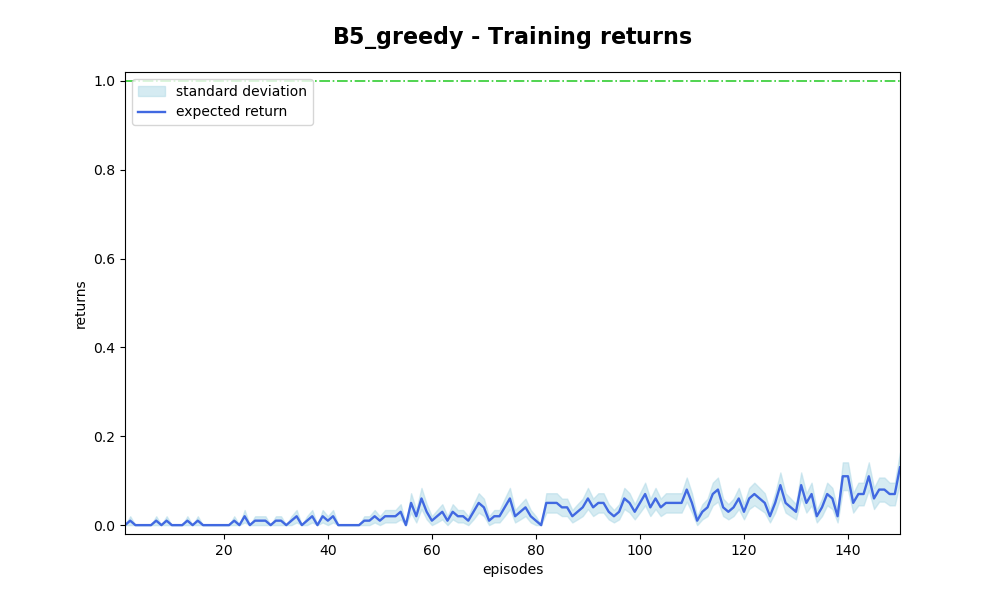 B5_greedy - Training returns
standard deviation
expected return
1.0
0.8
0.6
0.4
0.2
0.0
returns
20 40 60 80 100 120 140
episodes